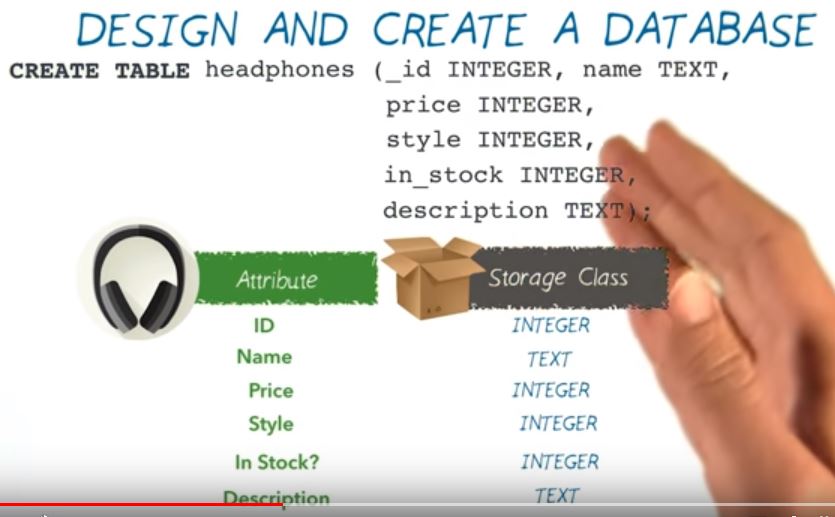 DESIGN AND CREATE A DATABASE
CREATE TABLE headphones (_id INTEGER, name TEXT,
price INTEGER,
style INTEGER,
in_stock INTEGER,
description TEXT);
Attribute Storage Class
ID INTEGER
Name TEXT
Price INTEGER
Style INTEGER
In Stock? INTEGER
Description TEXT